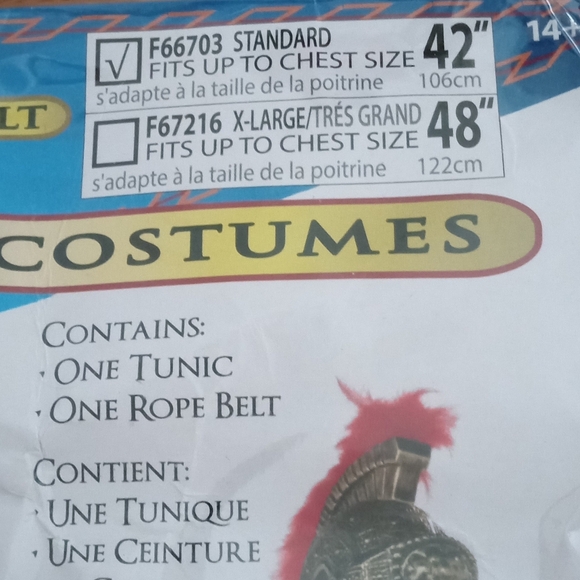 14+
F66703 STANDARD
FITS UP TO CHEST SIZE 42"
s'adapte à la taille de la poitrine 106cm
F67216 X-LARGE/TRÉS GRAND
FITS UP TO CHEST SIZE 48"
s'adapte à la taille de la poitrine 122cm
LT
COSTUMES
CONTAINS:
· ONE TUNIC
· ONE ROPE BELT
CONTIENT:
· UNE TUNIQUE
· UNE CEINTURE